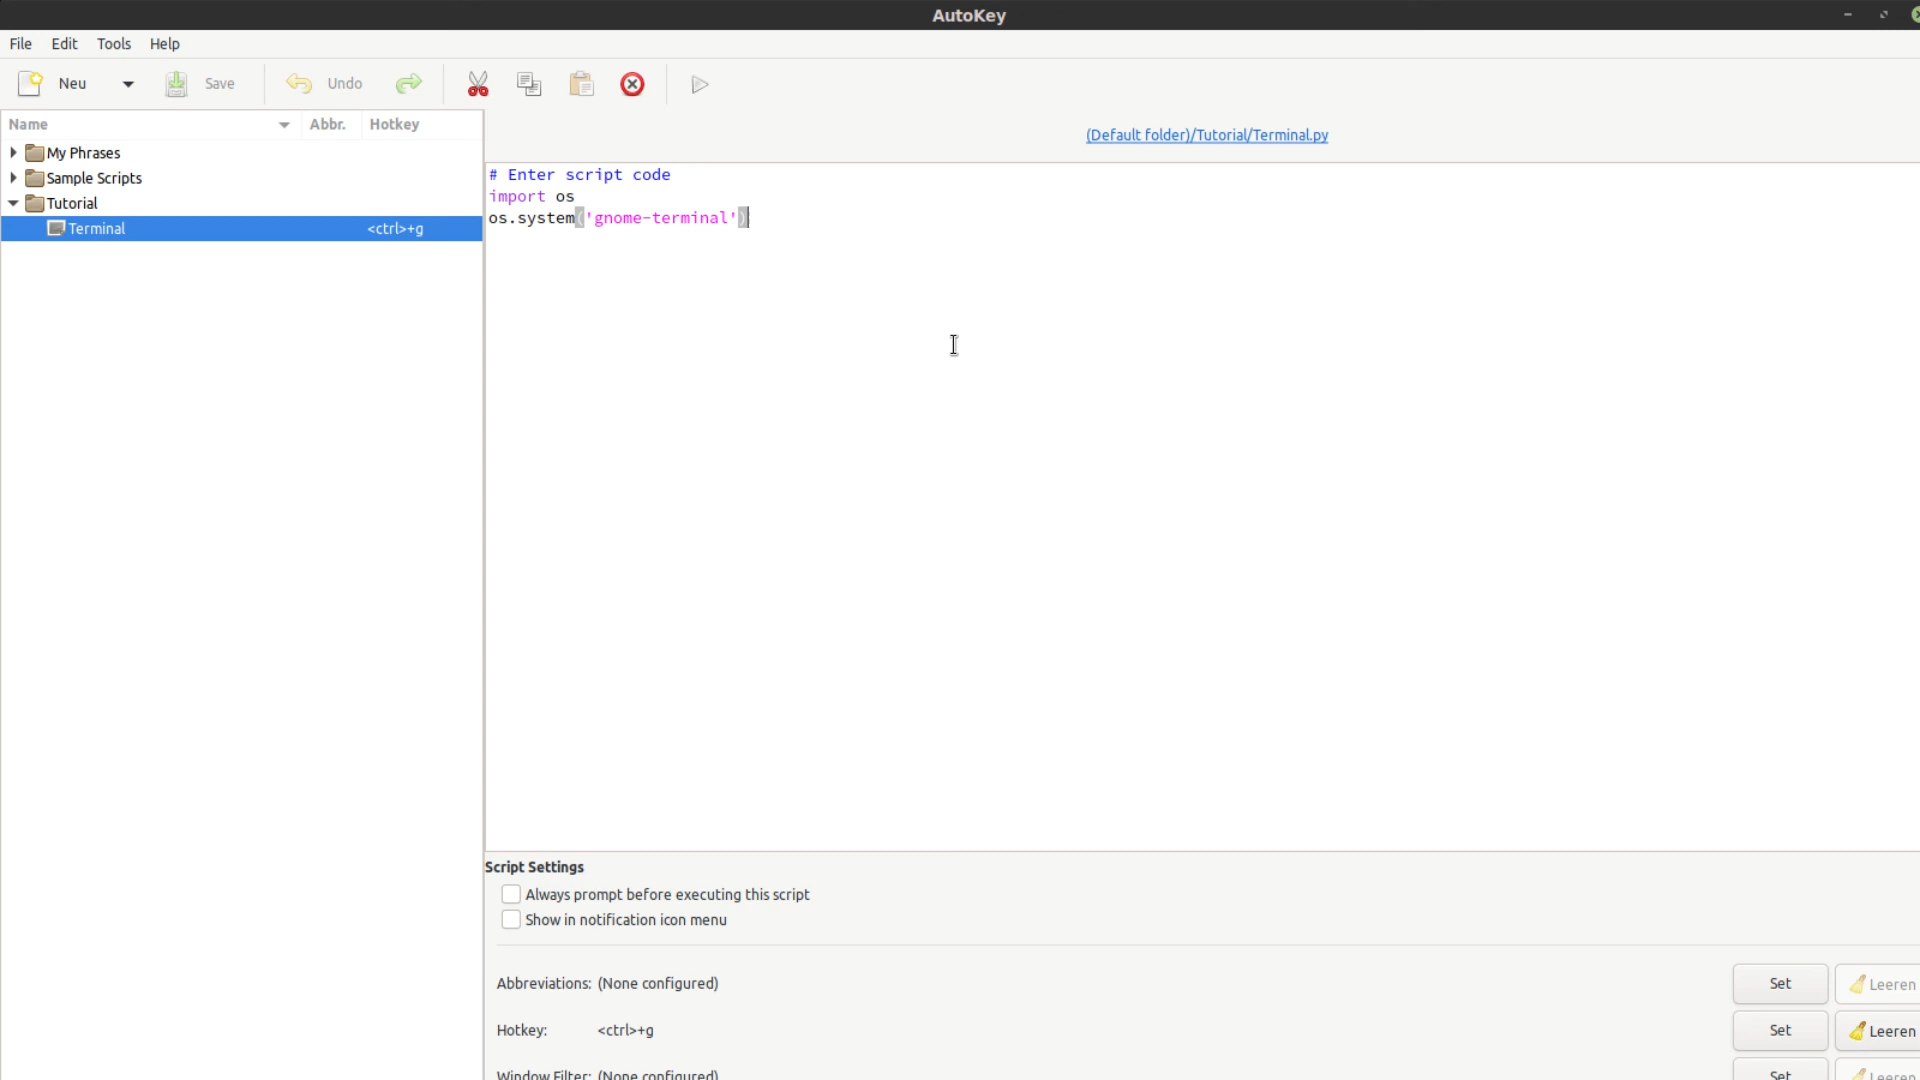 AutoKey
File Edit Tools Help
Neu Save Undo
Name Abbr. Hotkey
(Default folder)/Tutorial/Terminal.py
My Phrases
Sample Scripts
Tutorial
Terminal <ctrl>+g
# Enter script code
import os
os.system('gnome-terminal')
Script Settings
Always prompt before executing this script
Show in notification icon menu
Abbreviations: (None configured) Set Leeren
Hotkey: <ctrl>+g Set Leeren
Window Filter: (None configured) Set Leeren